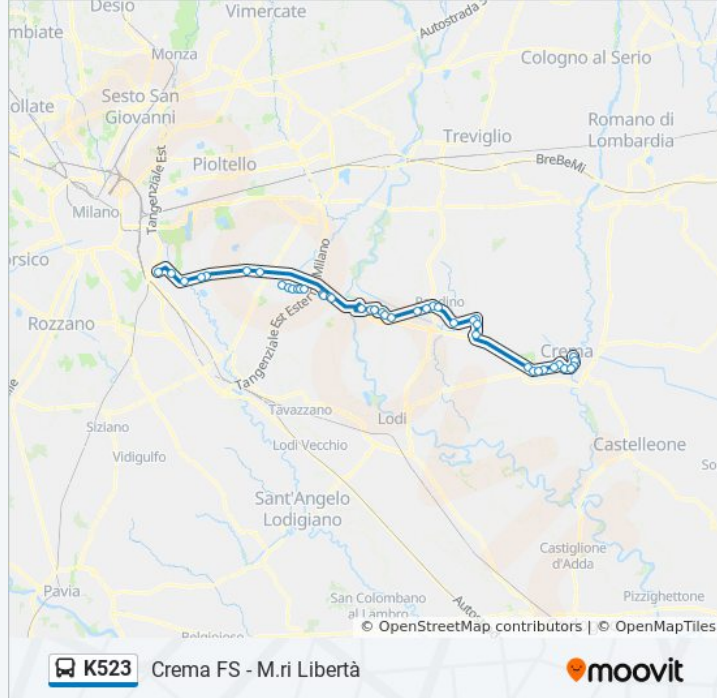 Desio
Vimercate
Autostrada
mbiate
Monza
Cologno al Serio
Sesto San
Giovanni
ollate
Romano di
Lombardia
Treviglio
Tangenziale Est
Pioltello
BreBeMi
Milano
orsico
Tangenziale Est Esterna Milano
Rozzano
Crema
Tavazzano
Lodi
Siziano
Lodi Vecchio
Castelleone
Vidigulfo
So
Sant'Angelo
Lodigiano
Castiglione
d'Adda
Pavia
San Colombano
al Lambro
Pizzighettone
© OpenStreetMap contributors | © OpenMapTiles
K523 Crema FS - M.ri Libertà
moovit